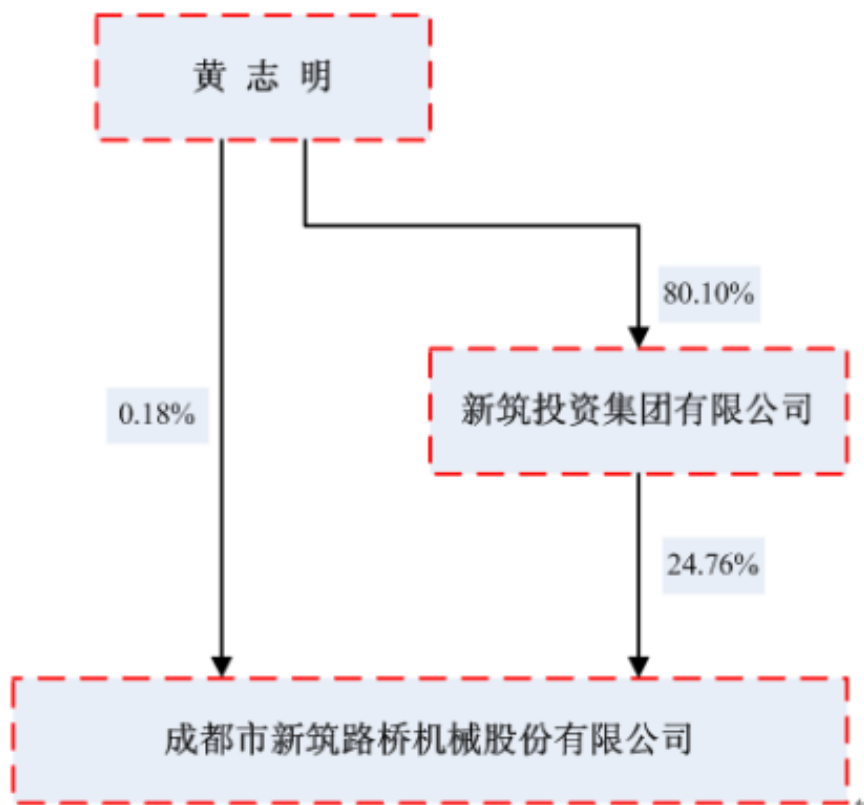 黄 志 明
80.10%
新筑投资集团有限公司
0.18%
24.76%
成都市新筑路桥机械股份有限公司